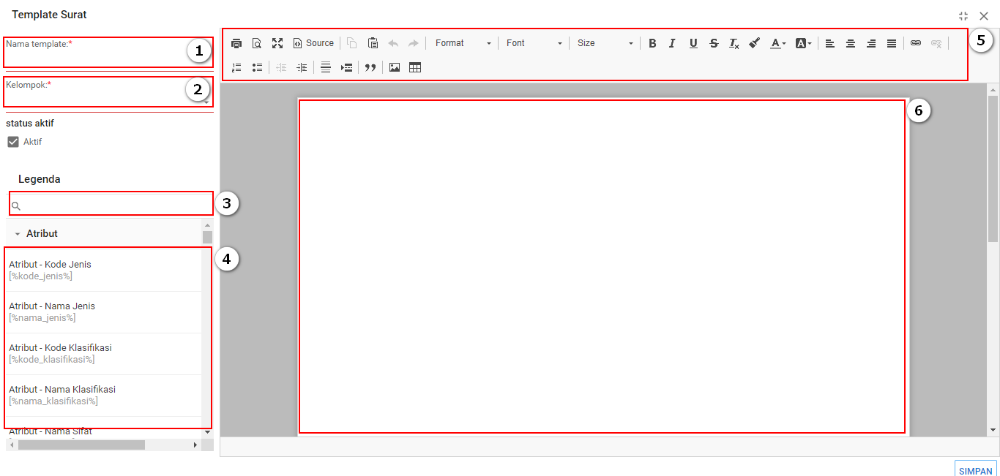 Template Surat
Nama template:*
1
Kelompok:*
2
status aktif
Aktif
Legenda
3
Atribut
4
Atribut - Kode Jenis
[%kode_jenis%]
Atribut - Nama Jenis
[%nama_jenis%]
Atribut - Kode Klasifikasi
[%kode_klasifikasi%]
Atribut - Nama Klasifikasi
[%nama_klasifikasi%]
Atribut - Nama Sifat
Source Format Font Size B I U S Ix A A
5
6
SIMPAN